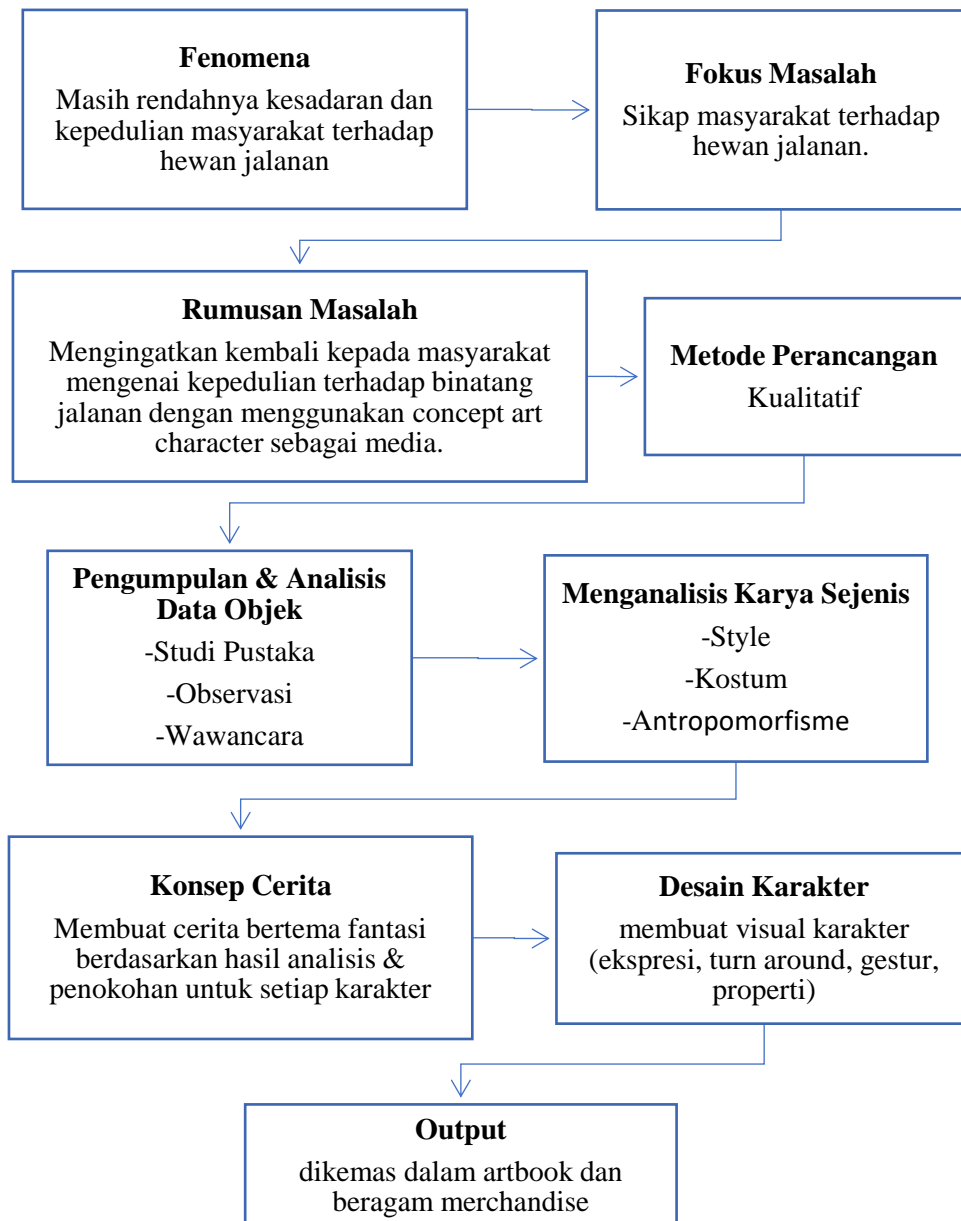 Fenomena
Masih rendahnya kesadaran dan
kepedulian masyarakat terhadap
hewan jalanan
Fokus Masalah
Sikap masyarakat terhadap
hewan jalanan.
Rumusan Masalah
Mengingatkan kembali kepada masyarakat
mengenai kepedulian terhadap binatang
jalanan dengan menggunakan concept art
character sebagai media.
Metode Perancangan
Kualitatif
Pengumpulan & Analisis
Data Objek
-Studi Pustaka
-Observasi
-Wawancara
Menganalisis Karya Sejenis
-Style
-Kostum
-Antropomorfisme
Konsep Cerita
Membuat cerita bertema fantasi
berdasarkan hasil analisis &
penokohan untuk setiap karakter
Desain Karakter
membuat visual karakter
(ekspresi, turn around, gestur,
properti)
Output
dikemas dalam artbook dan
beragam merchandise